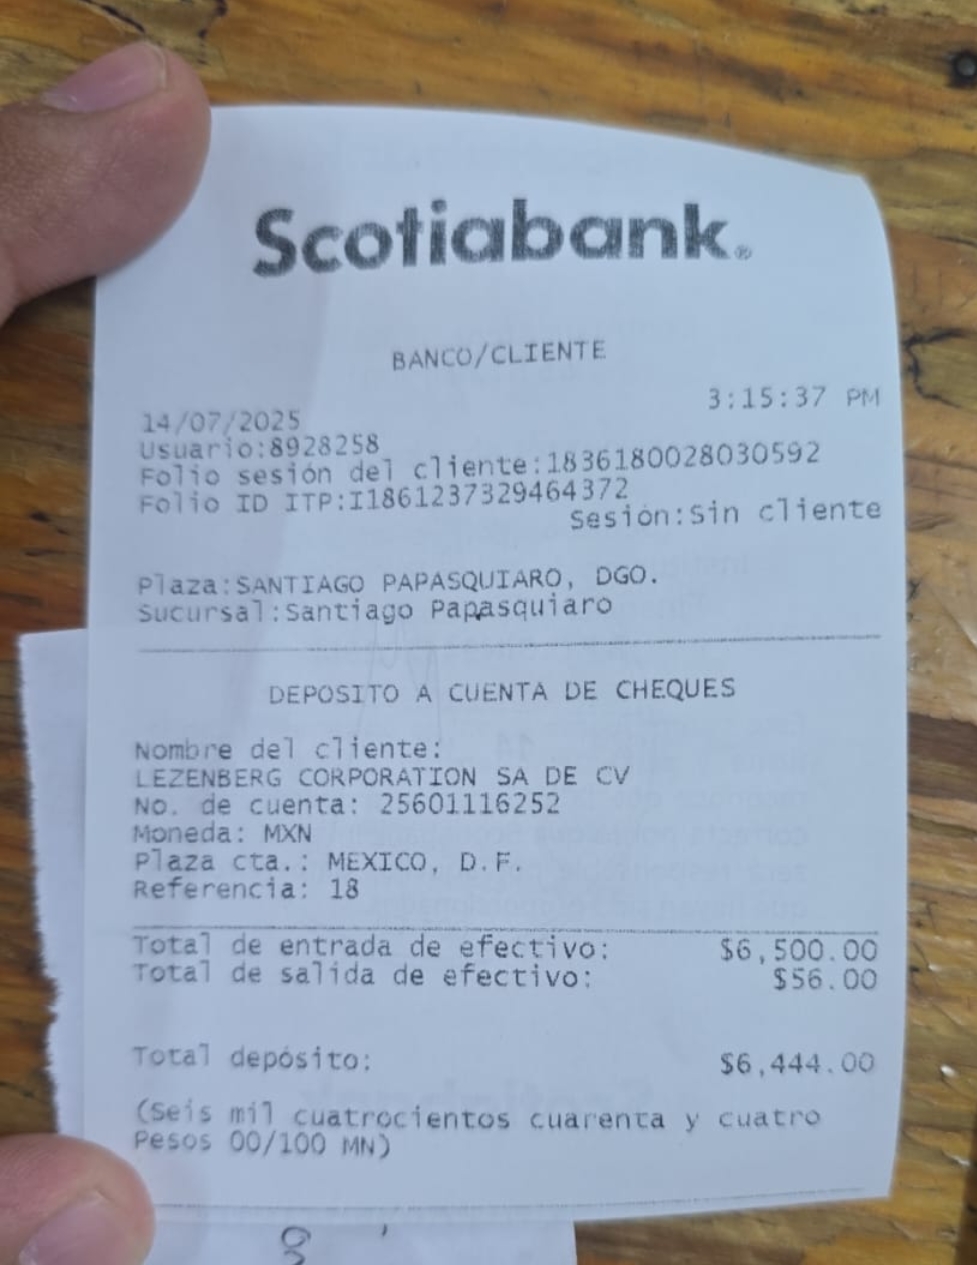 Scotiabank®
BANCO/CLIENTE
3:15:37 PM
14/07/2025
Usuario:8928258
Folio sesión del cliente:1836180028030592
Folio ID ITP:I1861237329464372
Sesión:Sin cliente
Plaza:SANTIAGO PAPASQUIARO, DGO.
Sucursal:Santiago Papasquiaro
DEPOSITO A CUENTA DE CHEQUES
Nombre del cliente:
LEZENBERG CORPORATION SA DE CV
No. de cuenta: 25601116252
Moneda: MXN
Plaza cta.: MEXICO, D.F.
Referencia: 18
Total de entrada de efectivo: $6,500.00
Total de salida de efectivo: $56.00
Total depósito: $6,444.00
(Seis mil cuatrocientos cuarenta y cuatro
Pesos 00/100 MN)